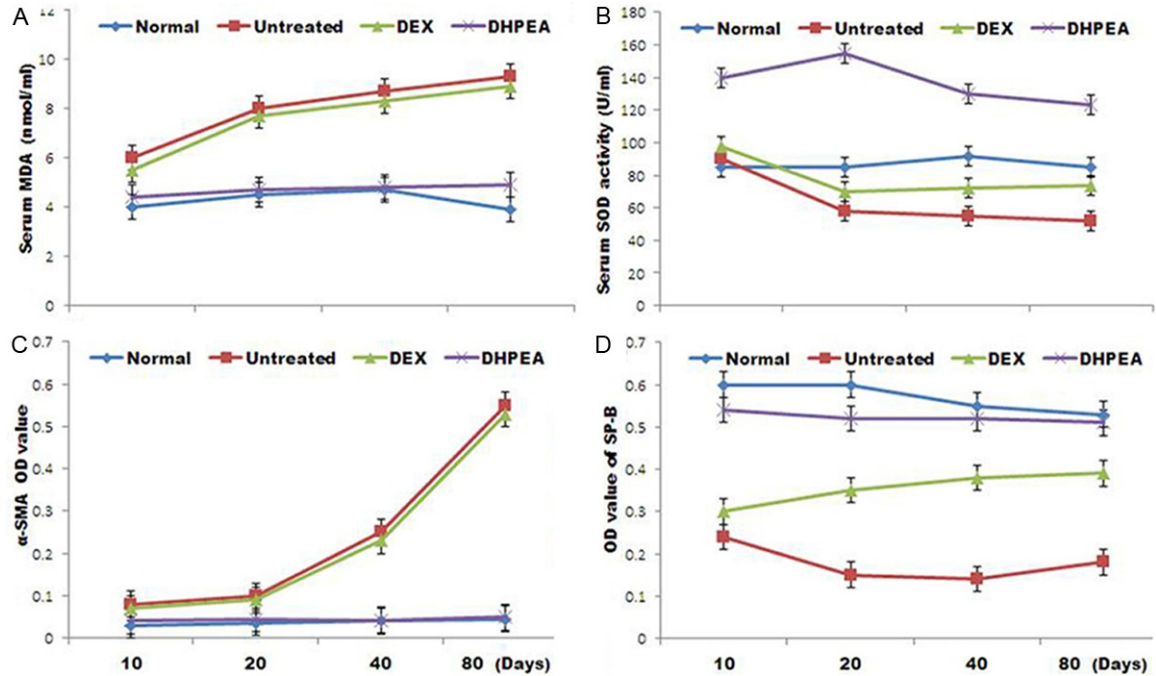 A
Normal Untreated DEX DHPEA
Serum MDA (nmol/ml)
12
10
8
6
4
2
0
B
Normal Untreated DEX DHPEA
Serum SOD activity (U/ml)
180
160
140
120
100
80
60
40
20
0
C
Normal Untreated DEX DHPEA
α-SMA OD value
0.7
0.6
0.5
0.4
0.3
0.2
0.1
0
10 20 40 80 (Days)
D
Normal Untreated DEX DHPEA
OD value of SP-B
0.7
0.6
0.5
0.4
0.3
0.2
0.1
0
10 20 40 80 (Days)